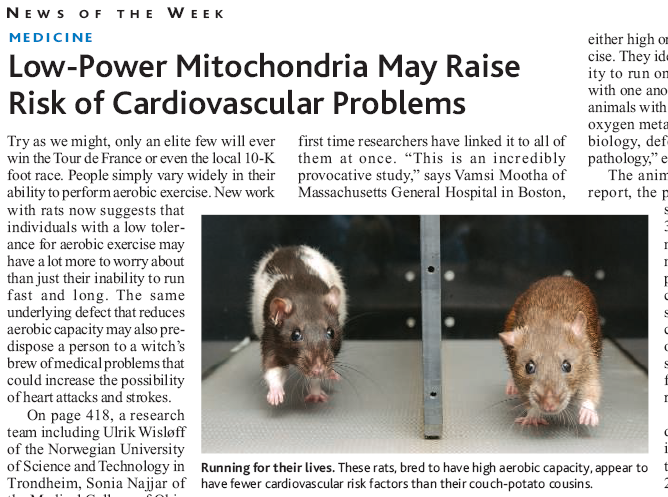 NEWS OF THE WEEK
MEDICINE
Low-Power Mitochondria May Raise
Risk of Cardiovascular Problems
Try as we might, only an elite few will ever
win the Tour de France or even the local 10-K
foot race. People simply vary widely in their
ability to perform aerobic exercise. New work
with rats now suggests that
individuals with a low toler-
ance for aerobic exercise may
have a lot more to worry about
than just their inability to run
fast and long. The same
underlying defect that reduces
aerobic capacity may also pre-
dispose a person to a witch's
brew of medical problems that
could increase the possibility
of heart attacks and strokes.
On page 418, a research
team including Ulrik Wisløff
of the Norwegian University
of Science and Technology in
Trondheim, Sonia Najjar of
first time researchers have linked it to all of
them at once. “This is an incredibly
provocative study,” says Vamsi Mootha of
Massachusetts General Hospital in Boston,
Running for their lives. These rats, bred to have high aerobic capacity, appear to
have fewer cardiovascular risk factors than their couch-potato cousins.
either high or
cise. They ide
ity to run on
with one ano
animals with
oxygen meta
biology, defe
pathology,” e
The anim
report, the p